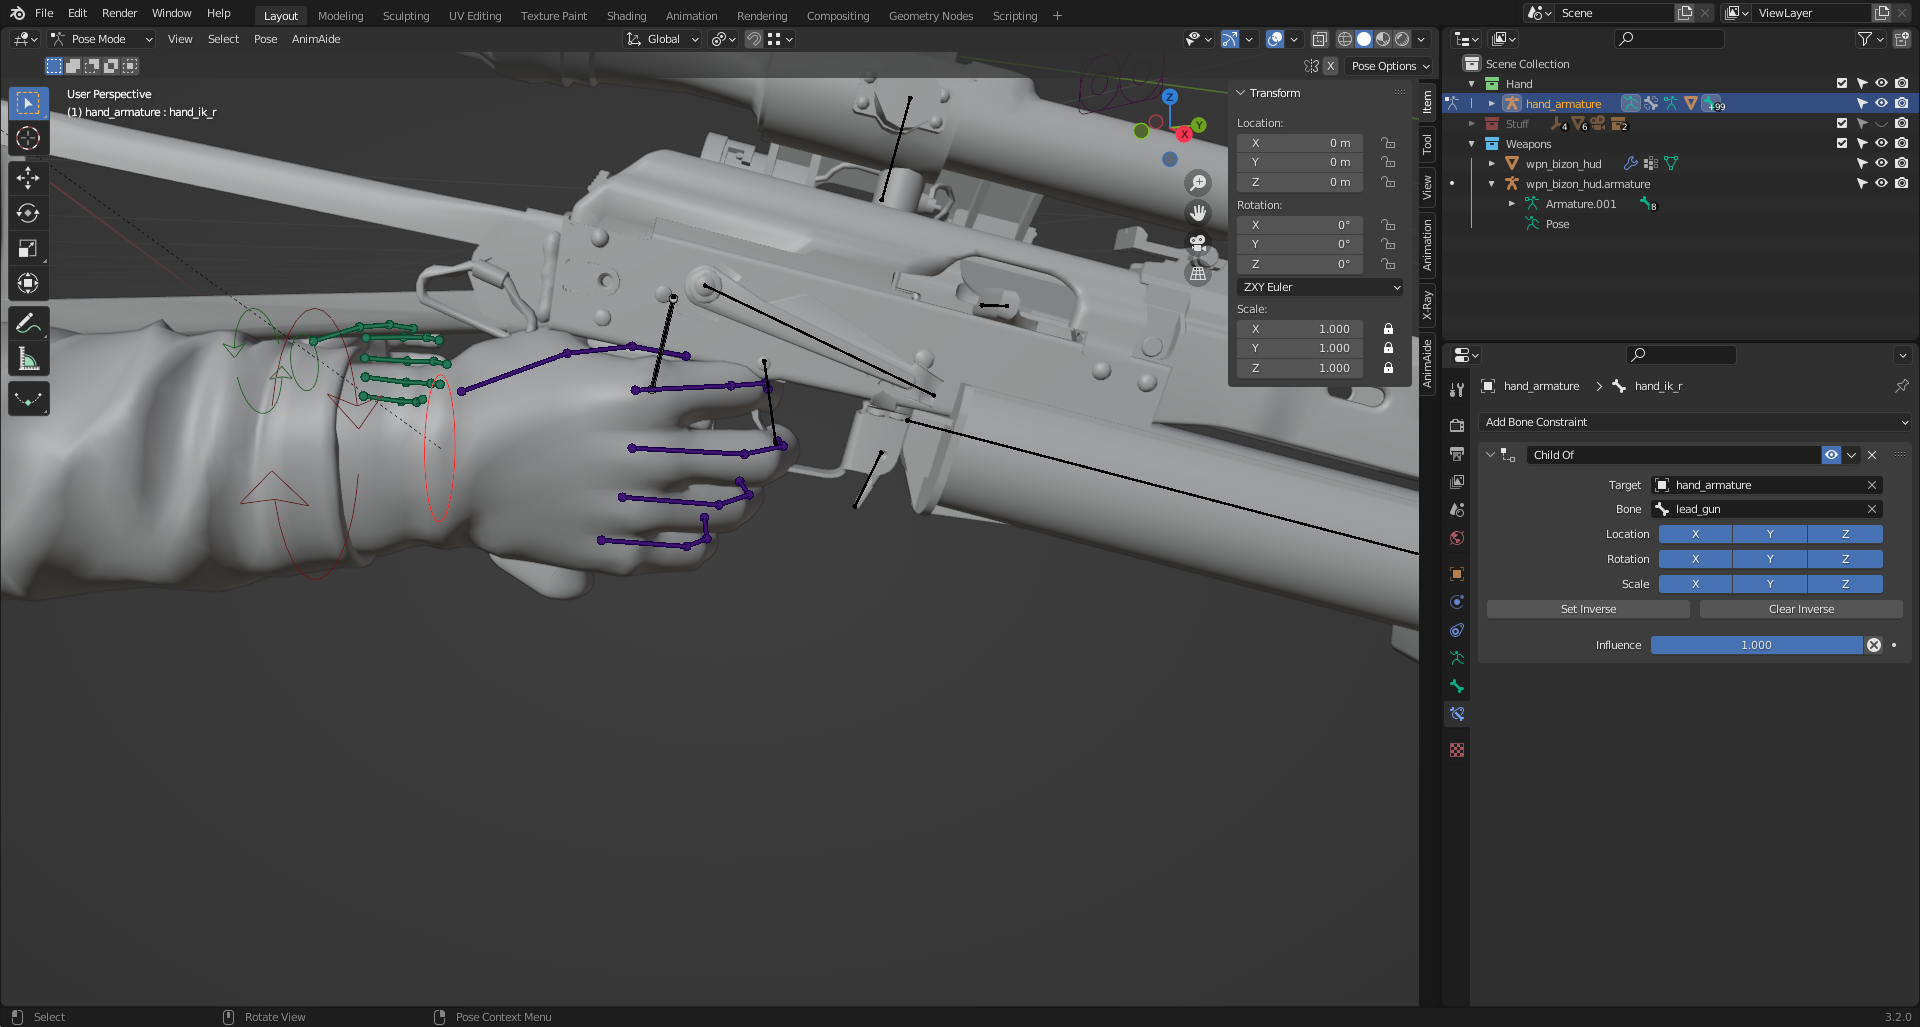 File Edit Render Window Help Layout Modeling Sculpting UV Editing Texture Paint Shading Animation Rendering Compositing Geometry Nodes Scripting + Scene ViewLayer
Pose Mode View Select Pose AnimAide Global
X Pose Options
User Perspective
(1) hand_armature : hand_ik_r
Z
Y
X
Transform
Location:
X 0 m
Y 0 m
Z 0 m
Rotation:
X 0°
Y 0°
Z 0°
ZXY Euler
Scale:
X 1.000
Y 1.000
Z 1.000
Item
Tool
View
Animation
X-Ray
AnimAide
Scene Collection
Hand
hand_armature +99
Stuff 4 6 2
Weapons
wpn_bizon_hud
wpn_bizon_hud.armature
Armature.001 8
Pose
hand_armature > hand_ik_r
Add Bone Constraint
Child Of
Target hand_armature
Bone lead_gun
Location X Y Z
Rotation X Y Z
Scale X Y Z
Set Inverse Clear Inverse
Influence 1.000
Select Rotate View Pose Context Menu 3.2.0